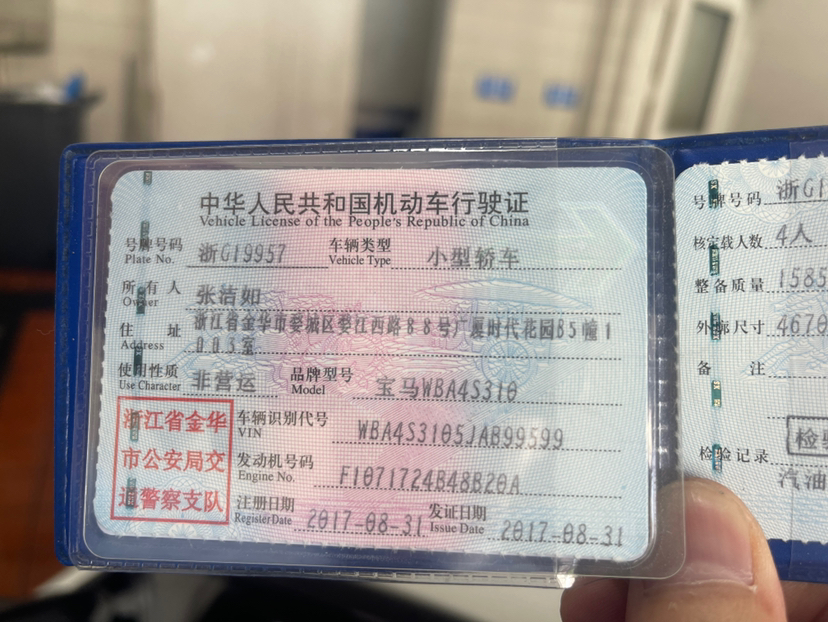 中华人民共和国机动车行驶证
Vehicle License of the People's Republic of China
号牌号码 浙G19957 车辆类型 小型轿车
Plate No. Vehicle Type
所有人 张洁如
Owner
住址 浙江省金华市婺城区婺江西路88号广厦时代花园B5幢1
Address 003室
使用性质 非营运 品牌型号 宝马WBA4S310
Use Character Model
浙江省金华
市公安局交
通警察支队
车辆识别代号 WBA4S3105JAB99599
VIN
发动机号码 F1071724B48B20A
Engine No.
注册日期 2017-08-31 发证日期 2017-08-31
Register Date Issue Date
号牌号码 浙G1
核定载人数 4人
整备质量 1585
外廓尺寸 4670
备注
检验记录 检验
汽油